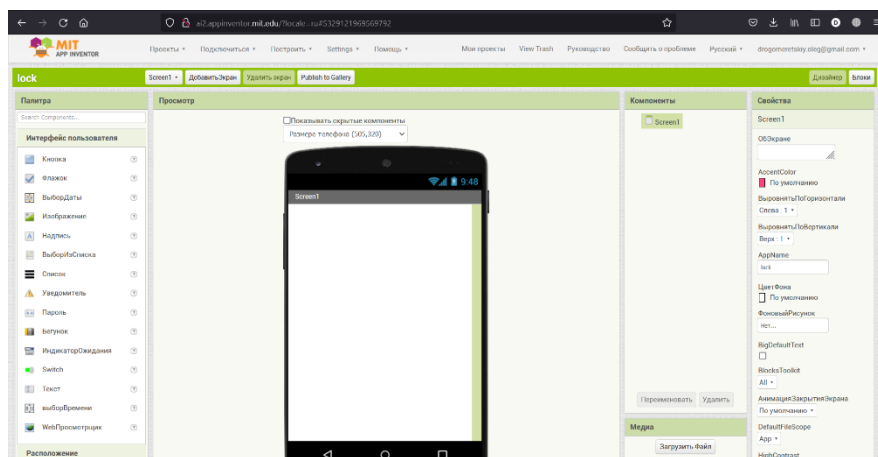 ai2.appinventor.mit.edu/?locale=ru#5329121969569792
MIT
APP INVENTOR
Проекты
Подключиться
Построить
Settings
Помощь
Мои проекты
View Trash
Руководство
Сообщить о проблеме
Русский
lock
Screen1
ДобавитьЭкран
Удалить экран
Publish to Gallery
Дизайнер
Блоки
Палитра
Search Components...
Интерфейс пользователя
Кнопка
Флажок
ВыборДаты
Изображение
Надпись
ВыборИзСписка
Список
Уведомитель
Пароль
Бегунок
ИндикаторОжидания
Switch
Текст
выборВремени
WebПросмотрщик
Расположение
Просмотр
Показывать скрытые компоненты
Размера телефона (505,320)
9:48
Screen1
Компоненты
Screen1
Переименовать
Удалить
Медиа
Загрузить Файл
Свойства
Screen1
ОбЭкране
AccentColor
По умолчанию
ВыровнятьПоГоризонтали
Слева : 1
ВыровнятьПоВертикали
Верх : 1
AppName
lock
ЦветФона
По умолчанию
ФоновыйРисунок
Нет...
BigDefaultText
BlocksToolkit
All
АнимацияЗакрытияЭкрана
По умолчанию
DefaultFileScope
App
HighContrast